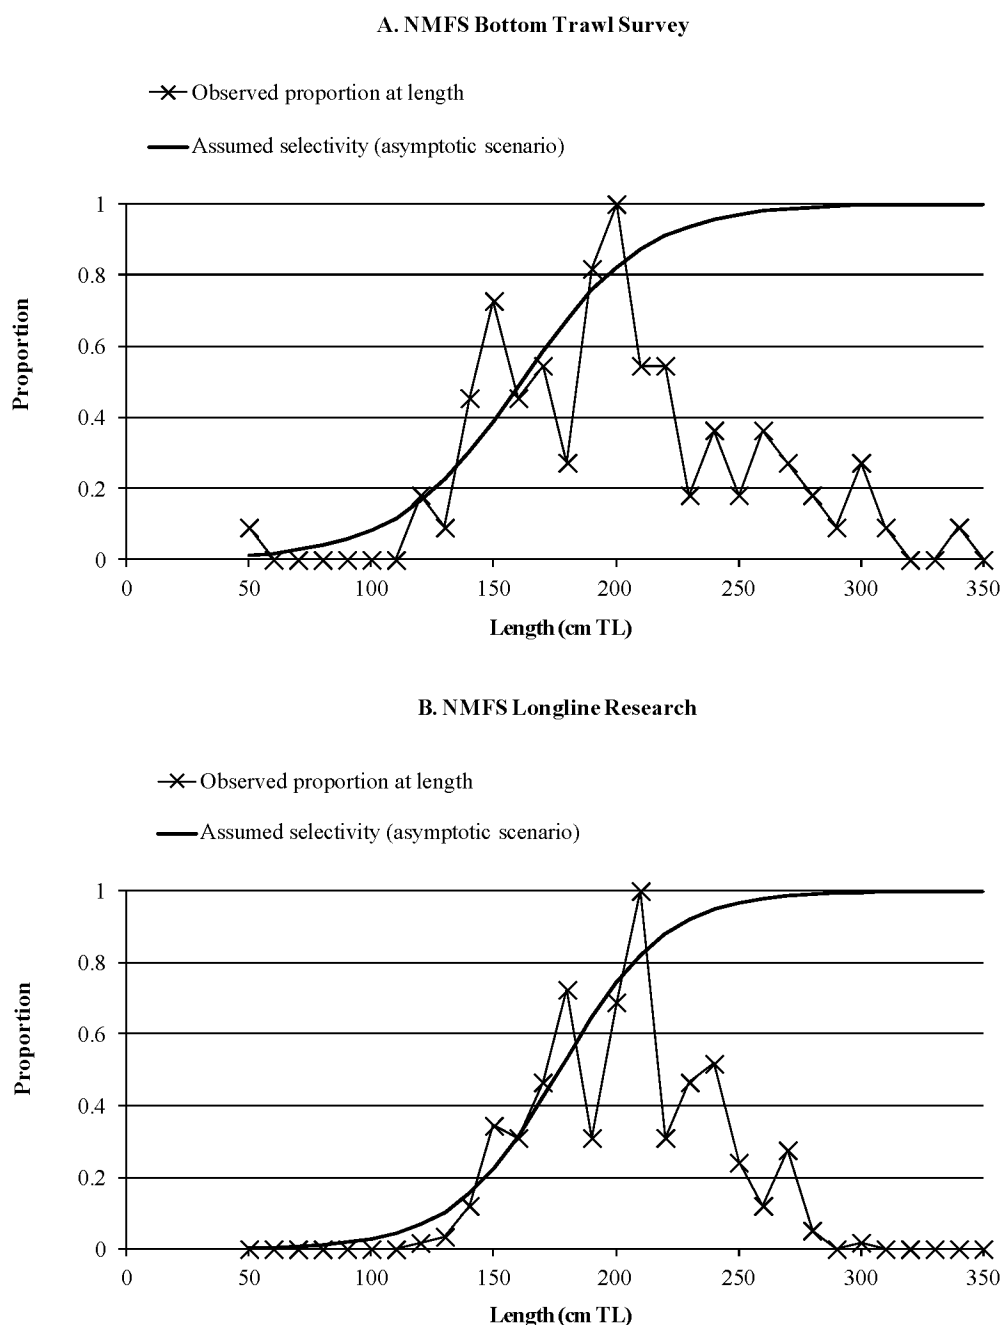 A. NMFS Bottom Trawl Survey
Observed proportion at length
Assumed selectivity (asymptotic scenario)
1
0.8
0.6
0.4
0.2
0
Proportion
0 50 100 150 200 250 300 350
Length (cm TL)
B. NMFS Longline Research
Observed proportion at length
Assumed selectivity (asymptotic scenario)
1
0.8
0.6
0.4
0.2
0
Proportion
0 50 100 150 200 250 300 350
Length (cm TL)